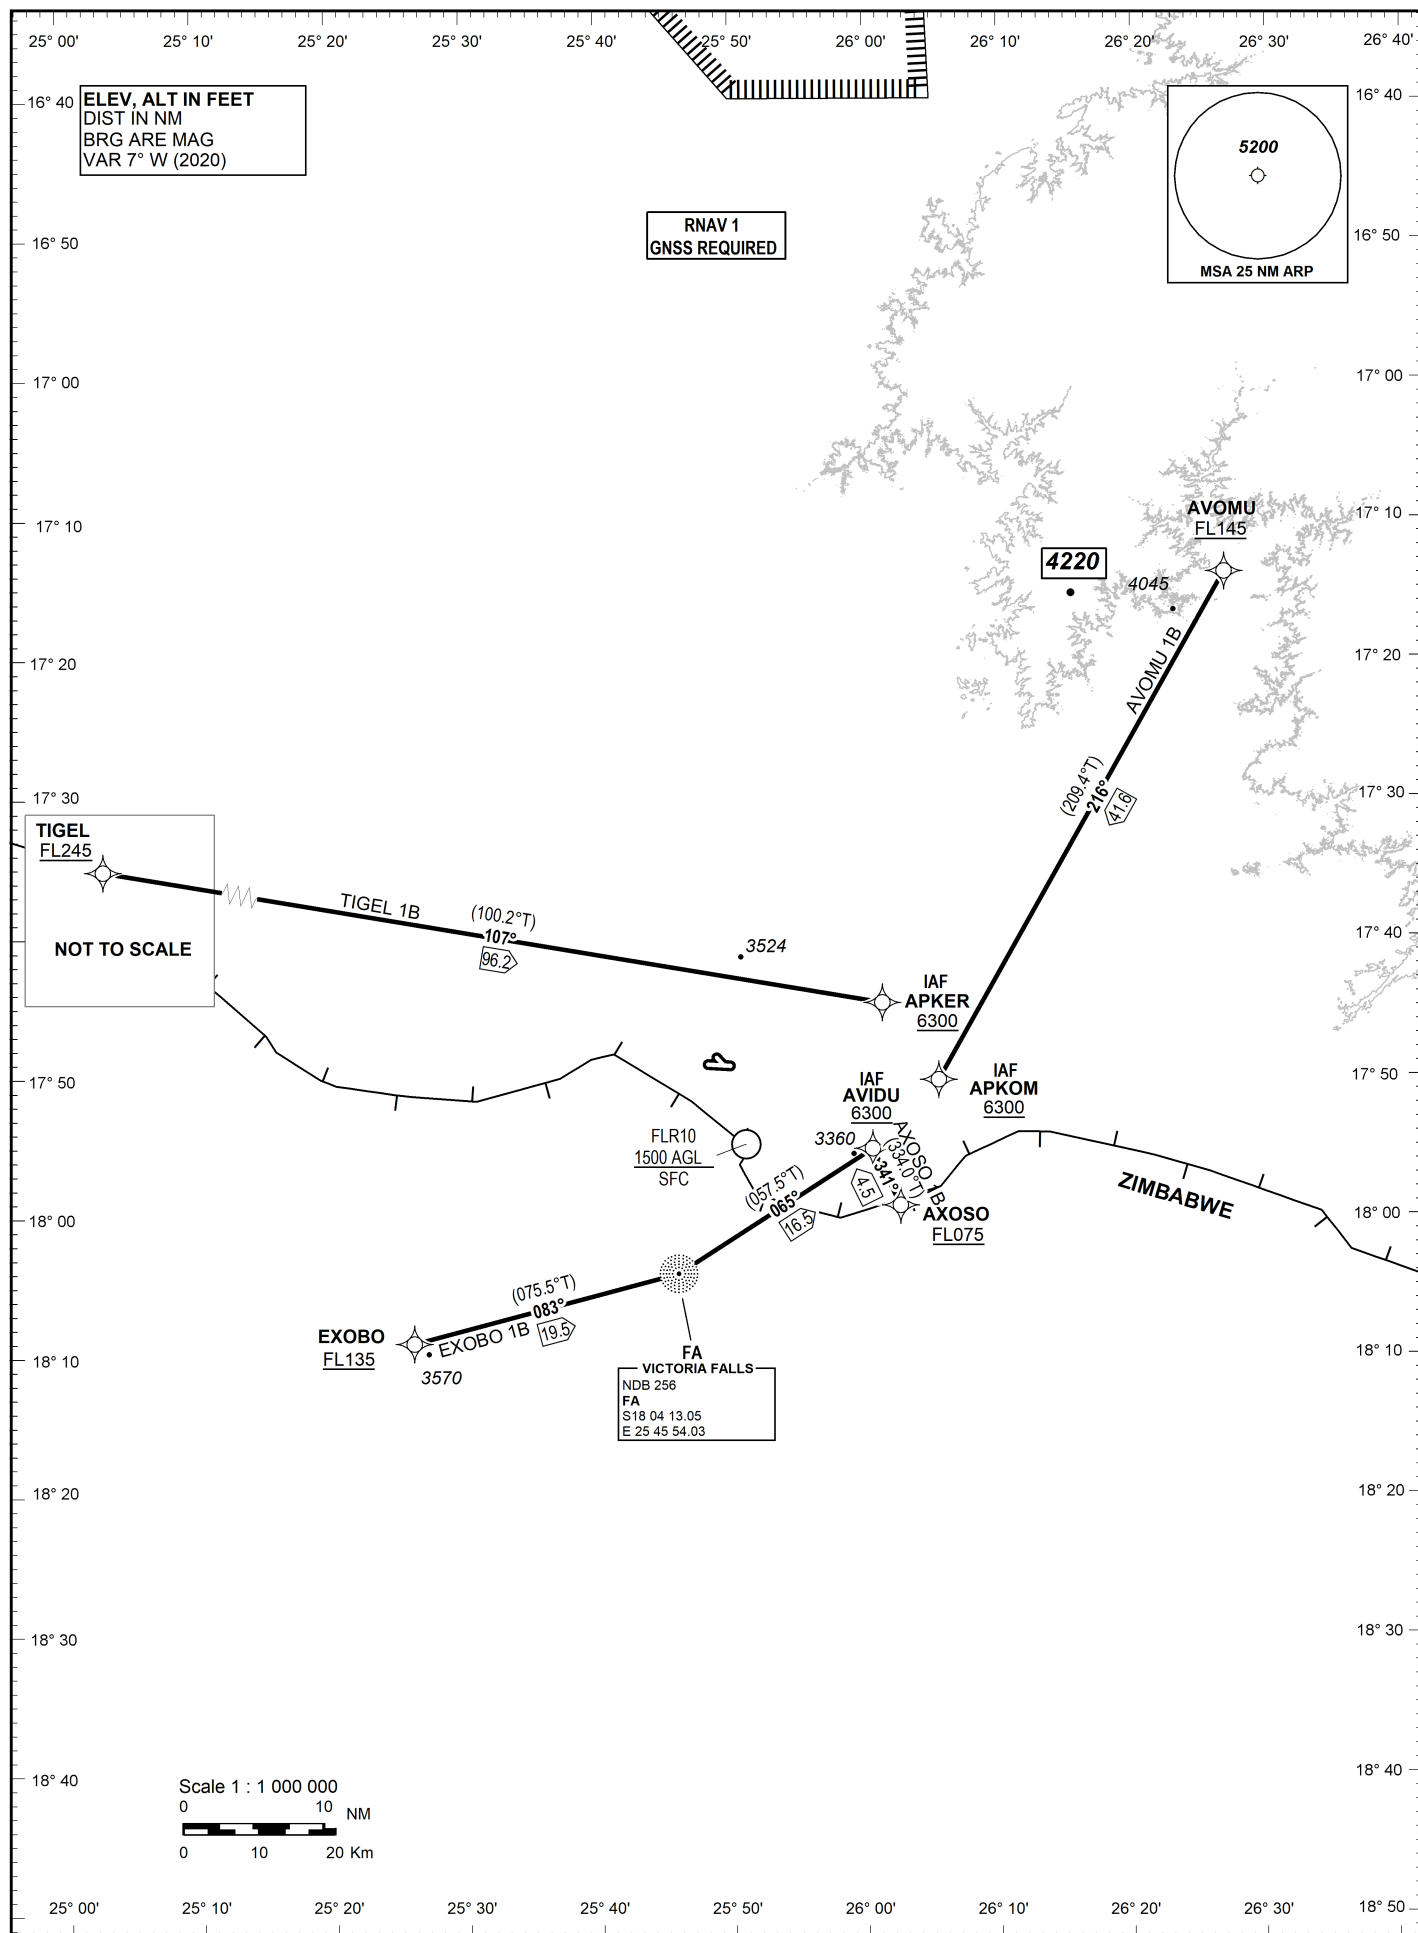 25° 00'
25° 10'
25° 20'
25° 30'
25° 40'
25° 50'
26° 00'
26° 10'
26° 20'
26° 30'
26° 40'
16° 40
ELEV, ALT IN FEET
DIST IN NM
BRG ARE MAG
VAR 7° W (2020)
16° 40
5200
MSA 25 NM ARP
RNAV 1
GNSS REQUIRED
16° 50
16° 50
17° 00
17° 00
17° 10
17° 10
AVOMU
FL145
4220
4045
AVOMU 1B
17° 20
17° 20
(209.4°T)
216°
41.6
17° 30
17° 30
TIGEL
FL245
NOT TO SCALE
TIGEL 1B
(100.2°T)
107°
96.2
3524
17° 40
IAF
APKER
6300
17° 50
17° 50
IAF
APKOM
6300
IAF
AVIDU
6300
3360
FLR10
1500 AGL
SFC
AXOSO 1B
(334.0°T)
341°
4.5
ZIMBABWE
(057.5°T)
065°
16.5
AXOSO
FL075
18° 00
18° 00
(075.5°T)
083°
19.5
EXOBO 1B
EXOBO
FL135
3570
18° 10
18° 10
FA
VICTORIA FALLS
NDB 256
FA
S18 04 13.05
E 25 45 54.03
18° 20
18° 20
18° 30
18° 30
18° 40
18° 40
Scale 1 : 1 000 000
0 10 NM
0 10 20 Km
25° 00'
25° 10'
25° 20'
25° 30'
25° 40'
25° 50'
26° 00'
26° 10'
26° 20'
26° 30'
18° 50